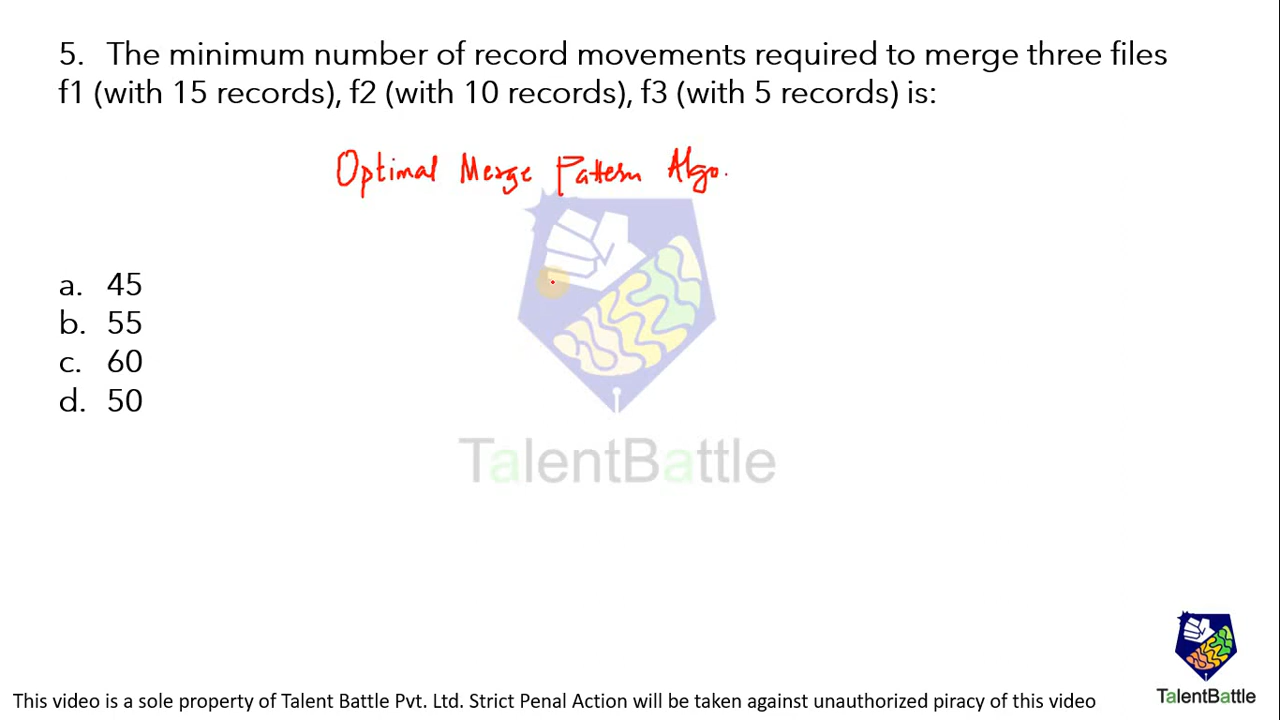 5. The minimum number of record movements required to merge three files
f1 (with 15 records), f2 (with 10 records), f3 (with 5 records) is:
Optimal Merge Pattern Algo.
a. 45
b. 55
c. 60
d. 50
TalentBattle
TalentBattle
This video is a sole property of Talent Battle Pvt. Ltd. Strict Penal Action will be taken against unauthorized piracy of this video